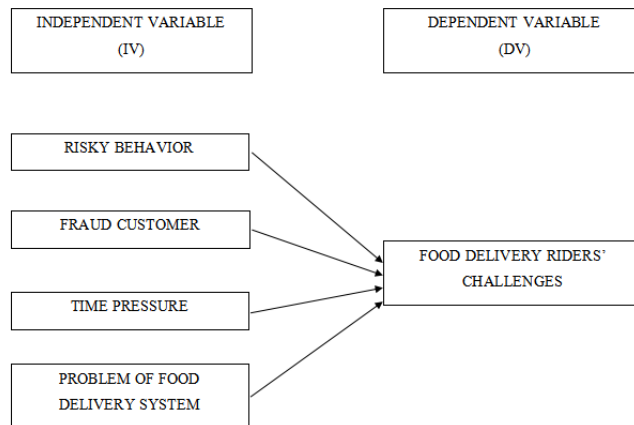 INDEPENDENT VARIABLE
(IV)
DEPENDENT VARIABLE
(DV)
RISKY BEHAVIOR
FRAUD CUSTOMER
TIME PRESSURE
PROBLEM OF FOOD
DELIVERY SYSTEM
FOOD DELIVERY RIDERS’
CHALLENGES